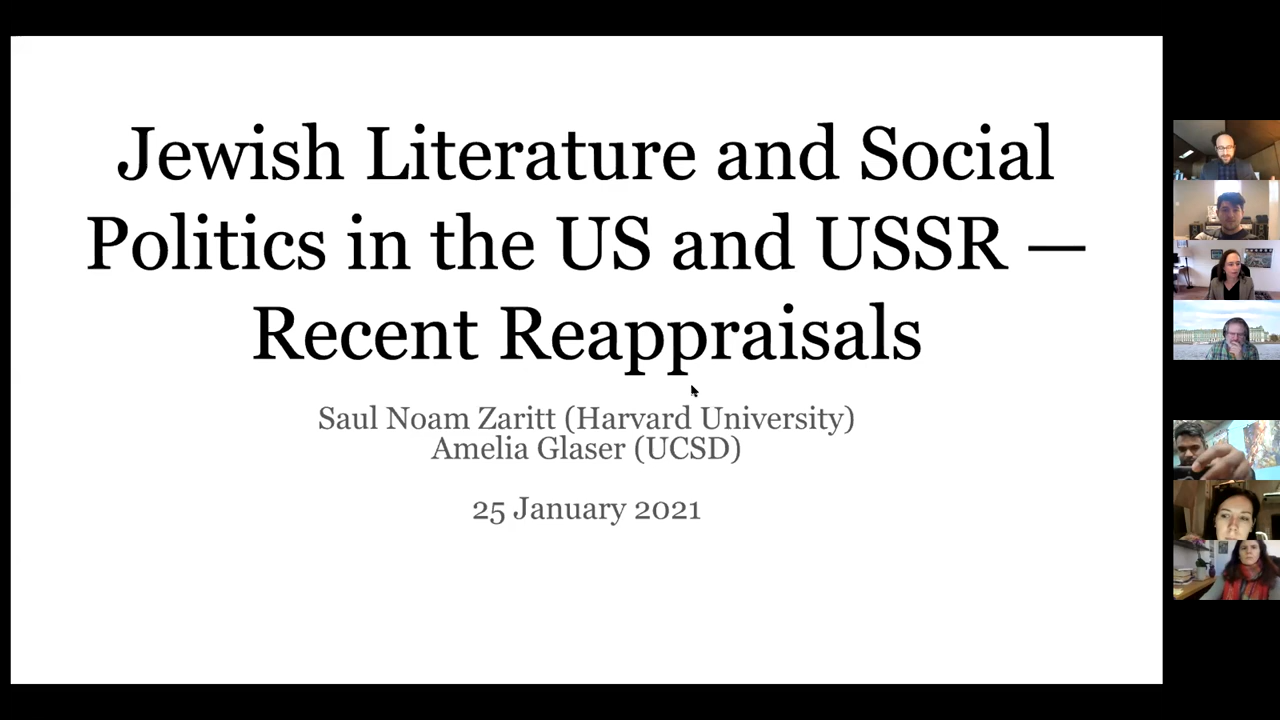 Jewish Literature and Social
Politics in the US and USSR —
Recent Reappraisals
Saul Noam Zaritt (Harvard University)
Amelia Glaser (UCSD)
25 January 2021